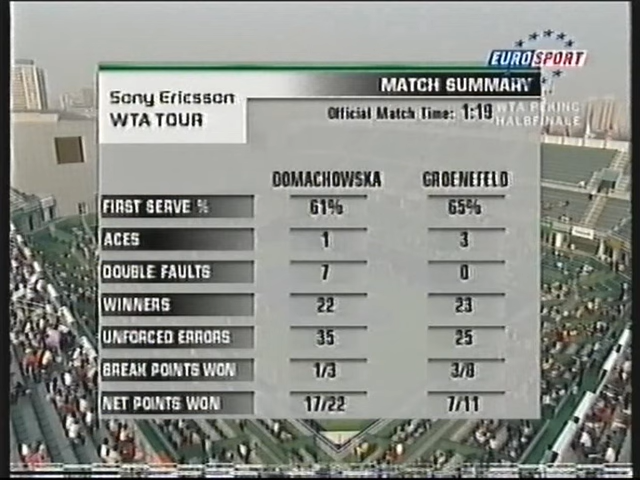 EUROSPORT
MATCH SUMMARY
Sony Ericsson
WTA TOUR
Official Match Time: 1:19
WTA PEKING
HALBFINALE
DOMACHOWSKA GROENEFELD
FIRST SERVE % 61% 65%
ACES 1 3
DOUBLE FAULTS 7 0
WINNERS 22 23
UNFORCED ERRORS 35 25
BREAK POINTS WON 1/3 3/8
NET POINTS WON 17/22 7/11